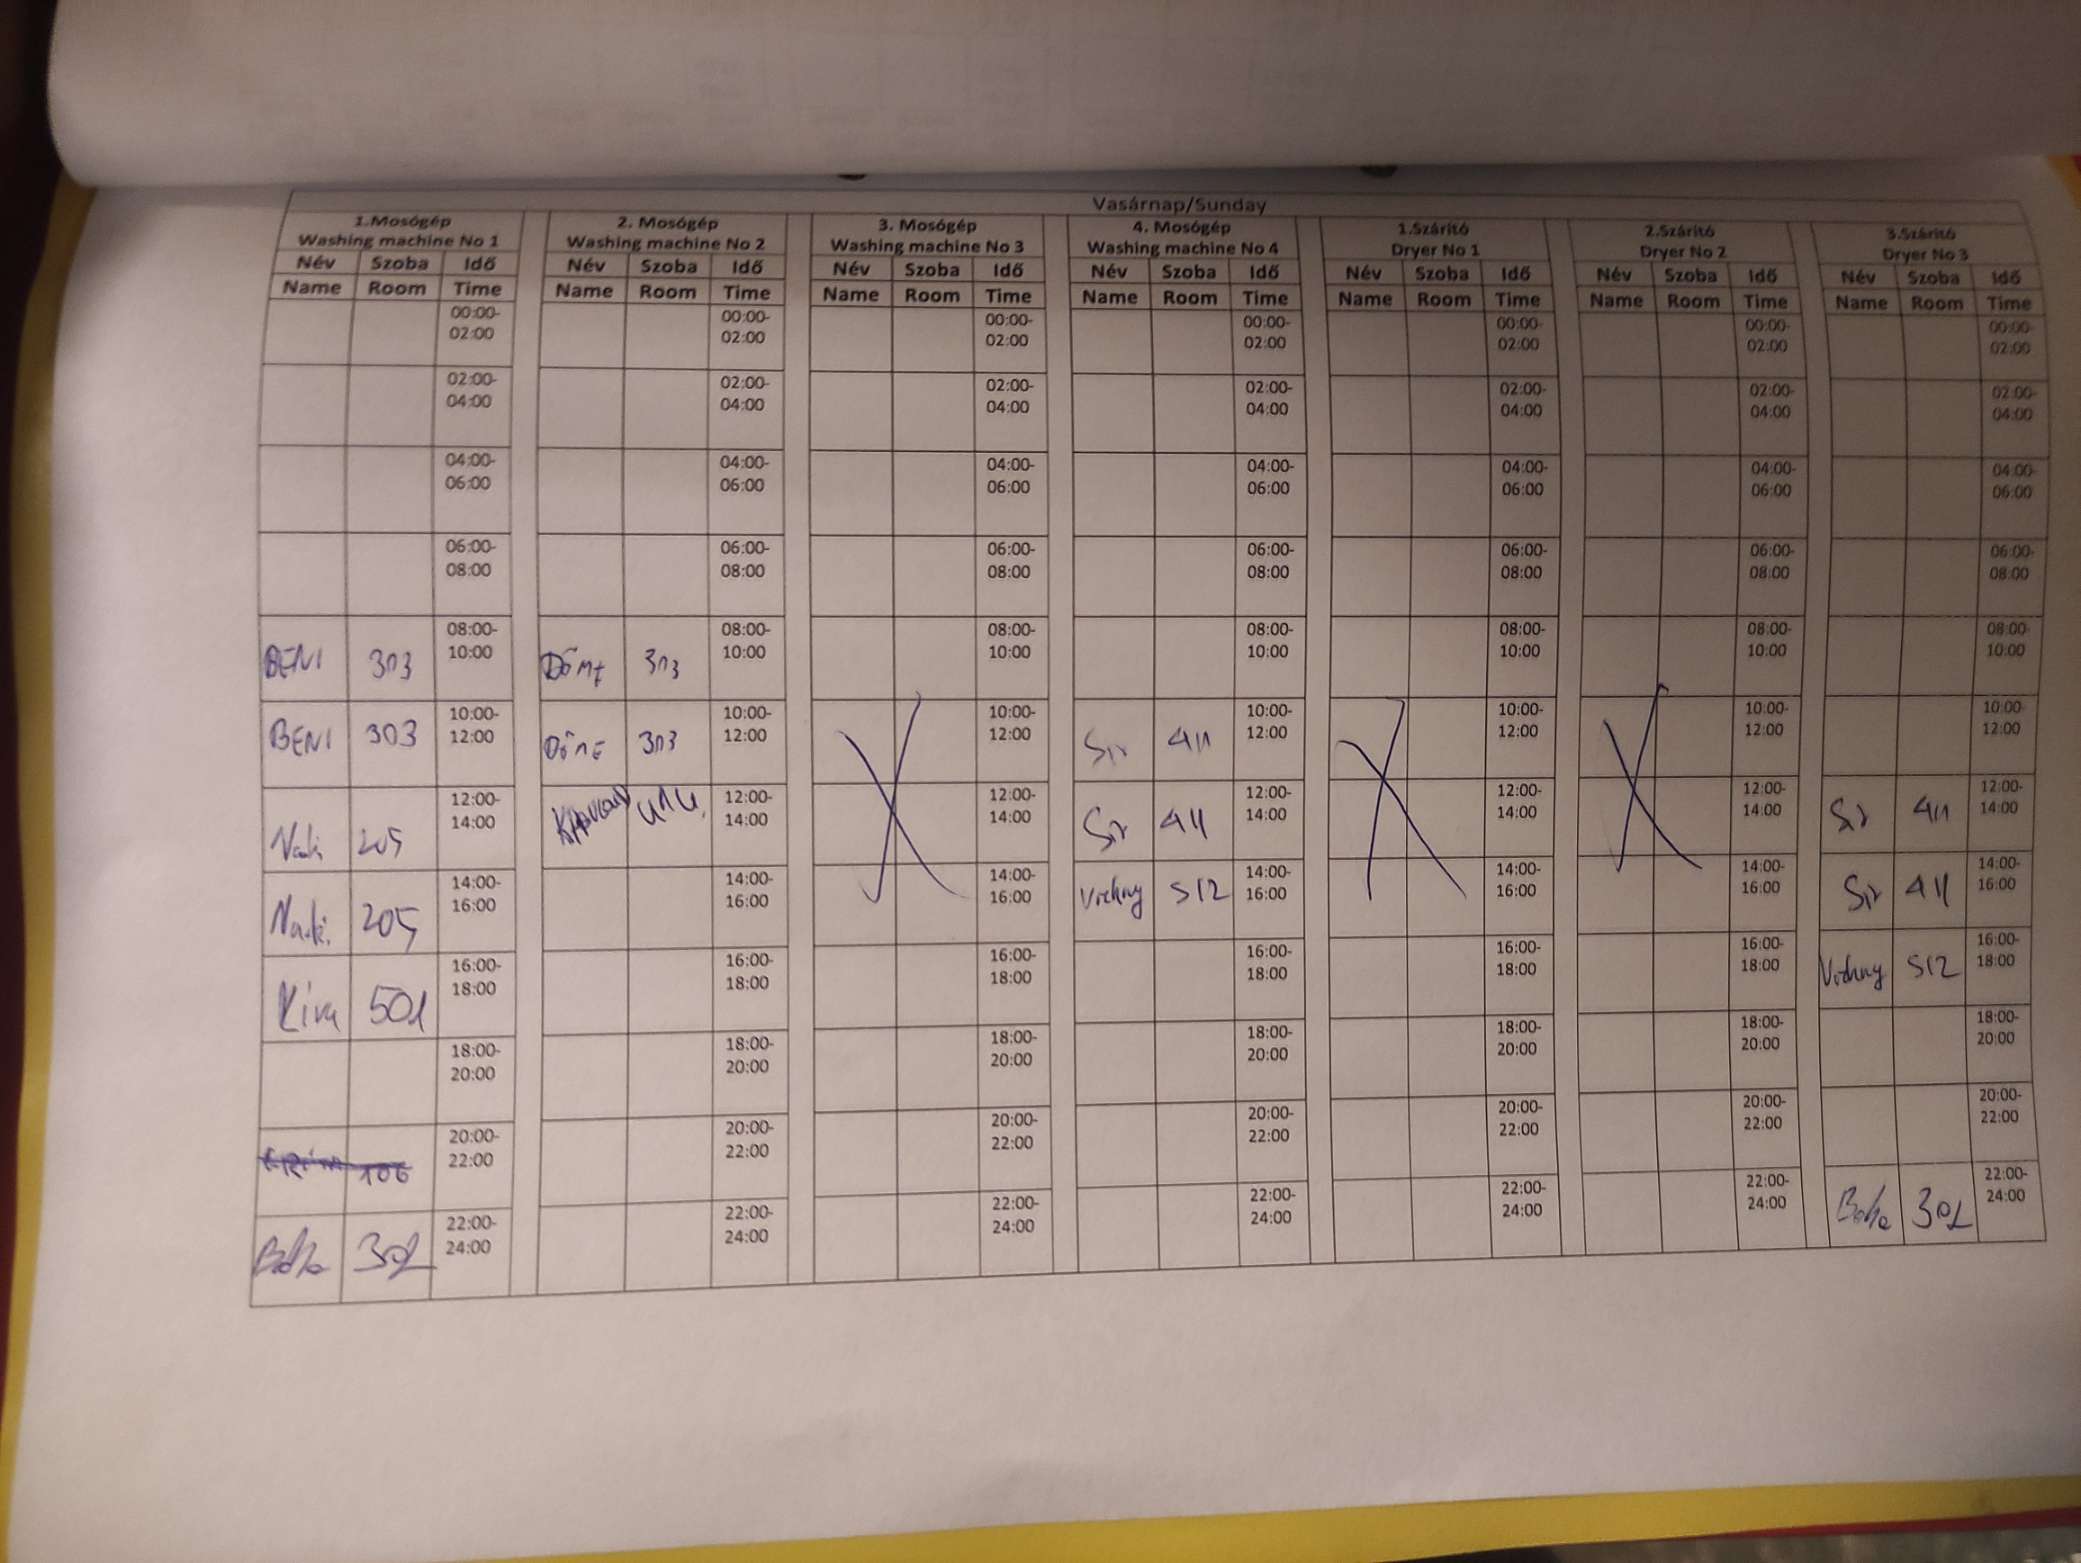 Vasárnap/Sunday
1.Mosógép 2. Mosógép 3. Mosógép 4. Mosógép 1.Szárító 2.Szárító 3.Szárító
Washing machine No 1 Washing machine No 2 Washing machine No 3 Washing machine No 4 Dryer No 1 Dryer No 2 Dryer No 3
Név Szoba Idő Név Szoba Idő Név Szoba Idő Név Szoba Idő Név Szoba Idő Név Szoba Idő Név Szoba Idő
Name Room Time Name Room Time Name Room Time Name Room Time Name Room Time Name Room Time Name Room Time
00:00- 00:00- 00:00- 00:00- 00:00- 00:00- 00:00-
02:00 02:00 02:00 02:00 02:00 02:00 02:00
02:00- 02:00- 02:00- 02:00- 02:00- 02:00- 02:00-
04:00 04:00 04:00 04:00 04:00 04:00 04:00
04:00- 04:00- 04:00- 04:00- 04:00- 04:00- 04:00-
06:00 06:00 06:00 06:00 06:00 06:00 06:00
06:00- 06:00- 06:00- 06:00- 06:00- 06:00- 06:00-
08:00 08:00 08:00 08:00 08:00 08:00 08:00
08:00- 08:00- 08:00- 08:00- 08:00- 08:00- 08:00-
BENI 303 10:00 303 10:00 10:00 10:00 10:00 10:00 10:00
10:00- 10:00- 10:00- 10:00- 10:00- 10:00- 10:00-
BENI 303 12:00 303 12:00 12:00 411 12:00 12:00 12:00 12:00
12:00- 12:00- 12:00- 12:00- 12:00- 12:00- 12:00-
205 14:00 414. 14:00 14:00 411 14:00 14:00 14:00 411 14:00
14:00- 14:00- 14:00- 14:00- 14:00- 14:00- 14:00-
205 16:00 16:00 16:00 512 16:00 16:00 16:00 411 16:00
16:00- 16:00- 16:00- 16:00- 16:00- 16:00- 16:00-
Kira 501 18:00 18:00 18:00 18:00 18:00 18:00 512 18:00
18:00- 18:00- 18:00- 18:00- 18:00- 18:00- 18:00-
20:00 20:00 20:00 20:00 20:00 20:00 20:00
20:00- 20:00- 20:00- 20:00- 20:00- 20:00- 20:00-
106 22:00 22:00 22:00 22:00 22:00 22:00 22:00
22:00- 22:00- 22:00- 22:00- 22:00- 22:00- 22:00-
302 24:00 24:00 24:00 24:00 24:00 24:00 302 24:00